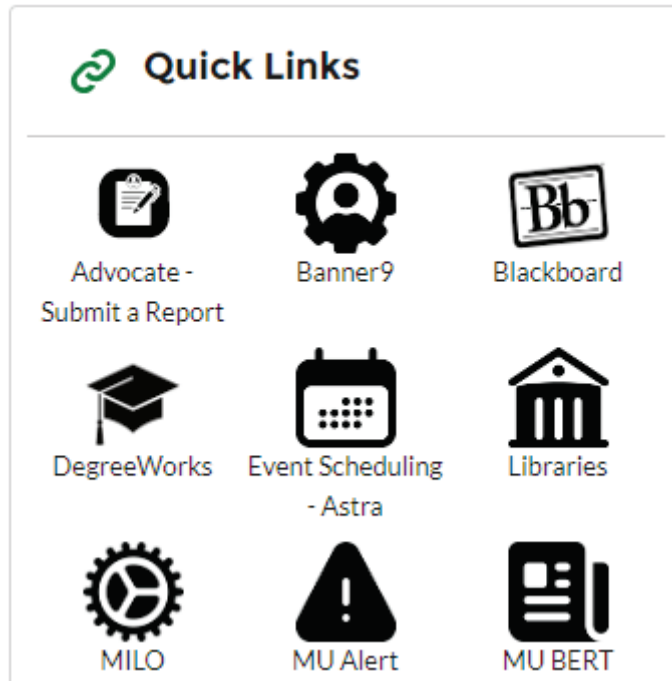 Quick Links
Bb
Advocate -
Submit a Report
Banner9
Blackboard
DegreeWorks
Event Scheduling
- Astra
Libraries
MILO
MU Alert
MU BERT